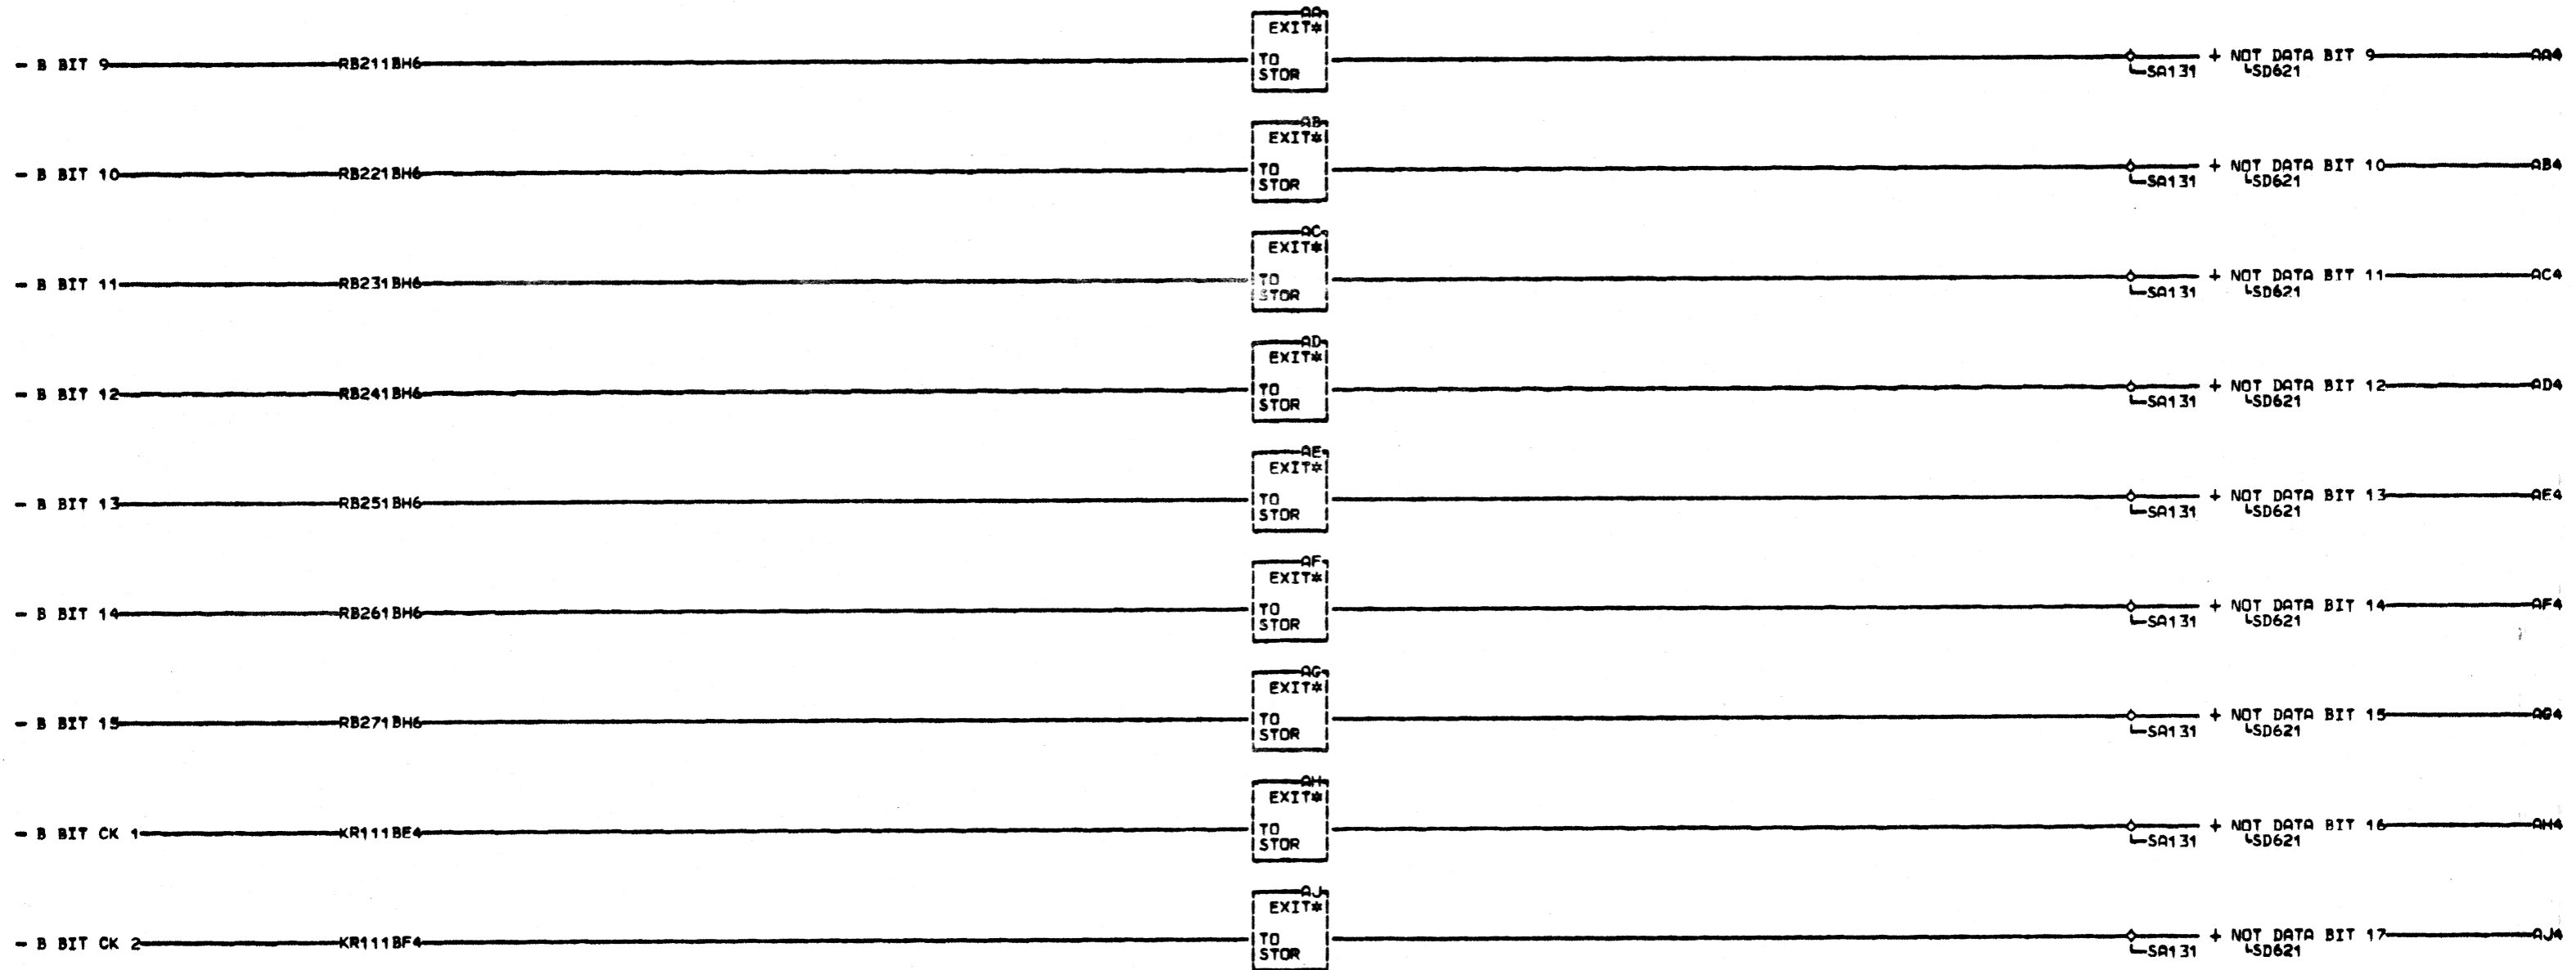 AA
EXIT*
- B BIT 9 RB211BH6 TO + NOT DATA BIT 9 AA4
STOR SA131 SD621
AB
EXIT*
- B BIT 10 RB221BH6 TO + NOT DATA BIT 10 AB4
STOR SA131 SD621
AC
EXIT*
- B BIT 11 RB231BH6 TO + NOT DATA BIT 11 AC4
STOR SA131 SD621
AD
EXIT*
- B BIT 12 RB241BH6 TO + NOT DATA BIT 12 AD4
STOR SA131 SD621
AE
EXIT*
- B BIT 13 RB251BH6 TO + NOT DATA BIT 13 AE4
STOR SA131 SD621
AF
EXIT*
- B BIT 14 RB261BH6 TO + NOT DATA BIT 14 AF4
STOR SA131 SD621
AG
EXIT*
- B BIT 15 RB271BH6 TO + NOT DATA BIT 15 AG4
STOR SA131 SD621
AH
EXIT*
- B BIT CK 1 KR111BE4 TO + NOT DATA BIT 16 AH4
STOR SA131 SD621
AJ
EXIT*
- B BIT CK 2 KR111BF4 TO + NOT DATA BIT 17 AJ4
STOR SA131 SD621